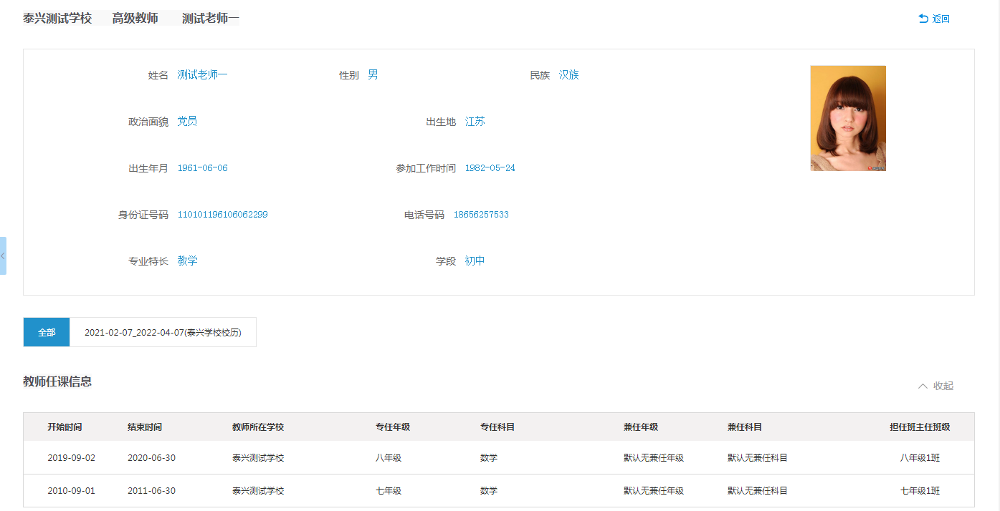 泰兴测试学校 高级教师 测试老师一 返回
姓名 测试老师一 性别 男 民族 汉族
政治面貌 党员 出生地 江苏
出生年月 1961-06-06 参加工作时间 1982-05-24
身份证号码 110101196106062299 电话号码 18656257533
专业特长 教学 学段 初中
全部 2021-02-07_2022-04-07(泰兴学校校历)
教师任课信息 收起
开始时间 结束时间 教师所在学校 专任年级 专任科目 兼任年级 兼任科目 担任班主任班级
2019-09-02 2020-06-30 泰兴测试学校 八年级 数学 默认无兼任年级 默认无兼任科目 八年级1班
2010-09-01 2011-06-30 泰兴测试学校 七年级 数学 默认无兼任年级 默认无兼任科目 七年级1班